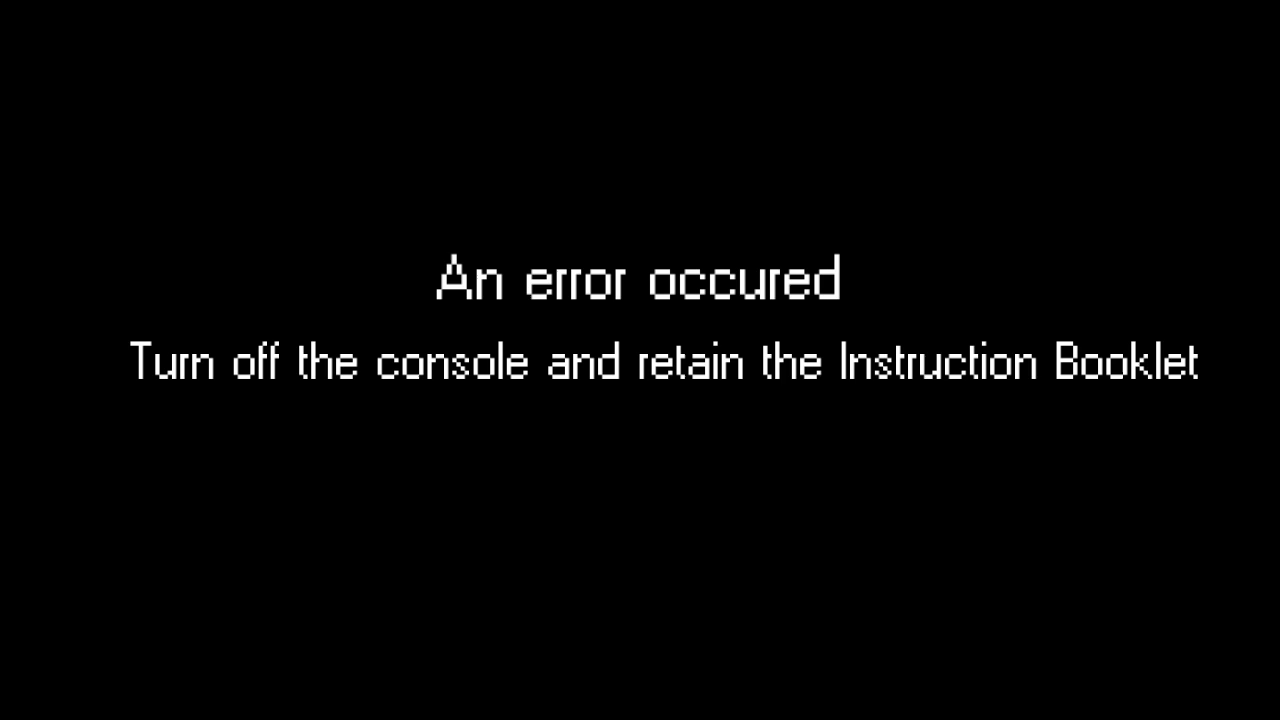 An error occured
Turn off the console and retain the Instruction Booklet